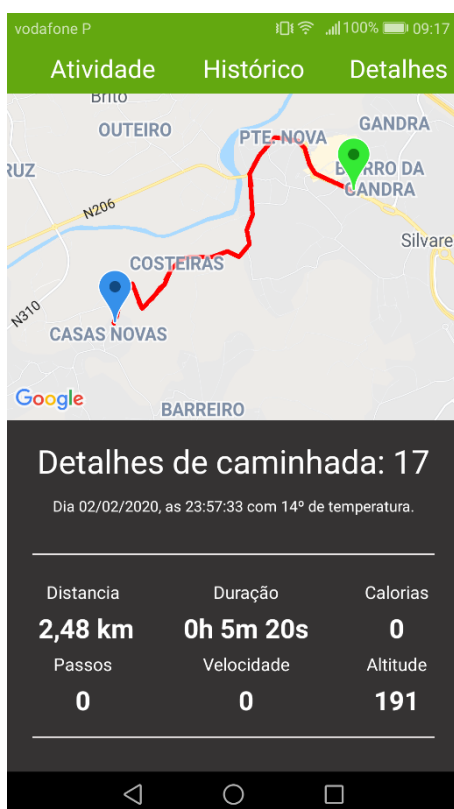 vodafone P 100% 09:17
Atividade Histórico Detalhes
Brito
OUTEIRO
PTE. NOVA
GANDRA
RUZ
BAIRRO DA
GANDRA
N206
Silvare
COSTEIRAS
N310
CASAS NOVAS
Google
BARREIRO
Detalhes de caminhada: 17
Dia 02/02/2020, as 23:57:33 com 14º de temperatura.
Distancia Duração Calorias
2,48 km 0h 5m 20s 0
Passos Velocidade Altitude
0 0 191